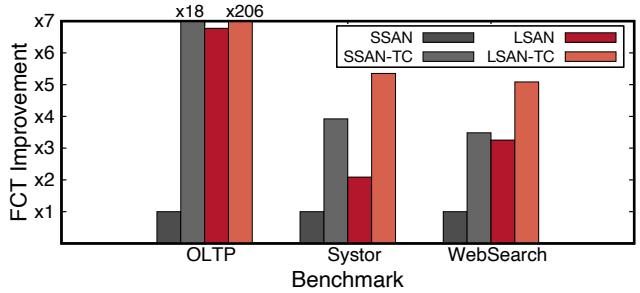 x18 x206
x7
x6
x5
x4
x3
x2
x1
FCT Improvement
SSAN LSAN
SSAN-TC LSAN-TC
OLTP Systor WebSearch
Benchmark